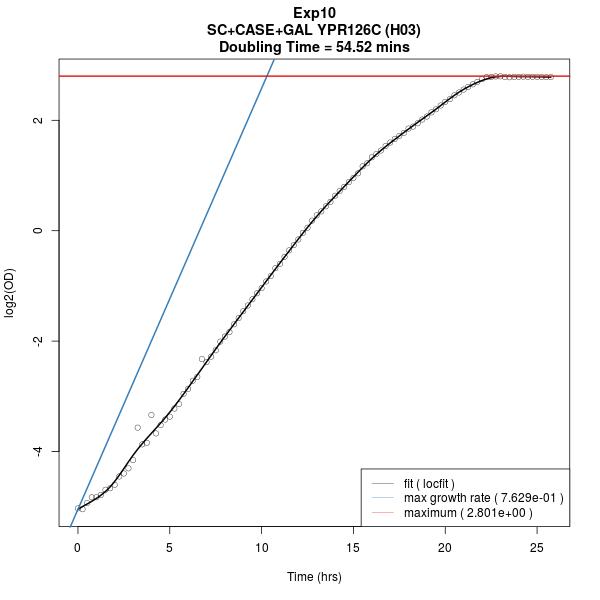 Exp10
SC+CASE+GAL YPR126C (H03)
Doubling Time = 54.52 mins
log2(OD)
2
0
-2
-4
0 5 10 15 20 25
Time (hrs)
fit ( locfit )
max growth rate ( 7.629e-01 )
maximum ( 2.801e+00 )